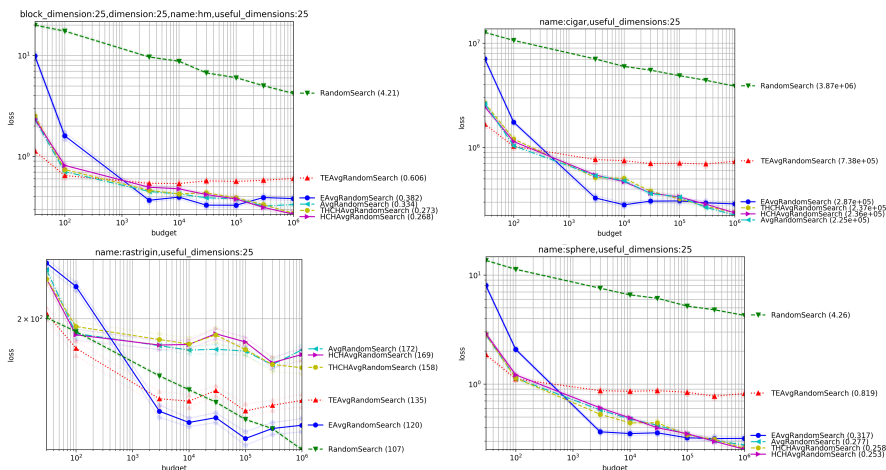 block_dimension:25,dimension:25,name:hm,useful_dimensions:25
10¹
10⁰
loss
10² 10³ 10⁴ 10⁵ 10⁶
budget
RandomSearch (4.21)
TEAvgRandomSearch (0.606)
EAvgRandomSearch (0.382)
AvgRandomSearch (0.334)
THCHAvgRandomSearch (0.273)
HCHAvgRandomSearch (0.268)
name:cigar,useful_dimensions:25
10⁷
10⁶
loss
10² 10³ 10⁴ 10⁵ 10⁶
budget
RandomSearch (3.87e+06)
TEAvgRandomSearch (7.38e+05)
EAvgRandomSearch (2.87e+05)
THCHAvgRandomSearch (2.37e+05)
HCHAvgRandomSearch (2.36e+05)
AvgRandomSearch (2.25e+05)
name:rastrigin,useful_dimensions:25
2 × 10²
loss
10² 10³ 10⁴ 10⁵ 10⁶
budget
AvgRandomSearch (172)
HCHAvgRandomSearch (169)
THCHAvgRandomSearch (158)
TEAvgRandomSearch (135)
EAvgRandomSearch (120)
RandomSearch (107)
name:sphere,useful_dimensions:25
10¹
10⁰
loss
10² 10³ 10⁴ 10⁵ 10⁶
budget
RandomSearch (4.26)
TEAvgRandomSearch (0.819)
EAvgRandomSearch (0.317)
AvgRandomSearch (0.277)
THCHAvgRandomSearch (0.258)
HCHAvgRandomSearch (0.253)